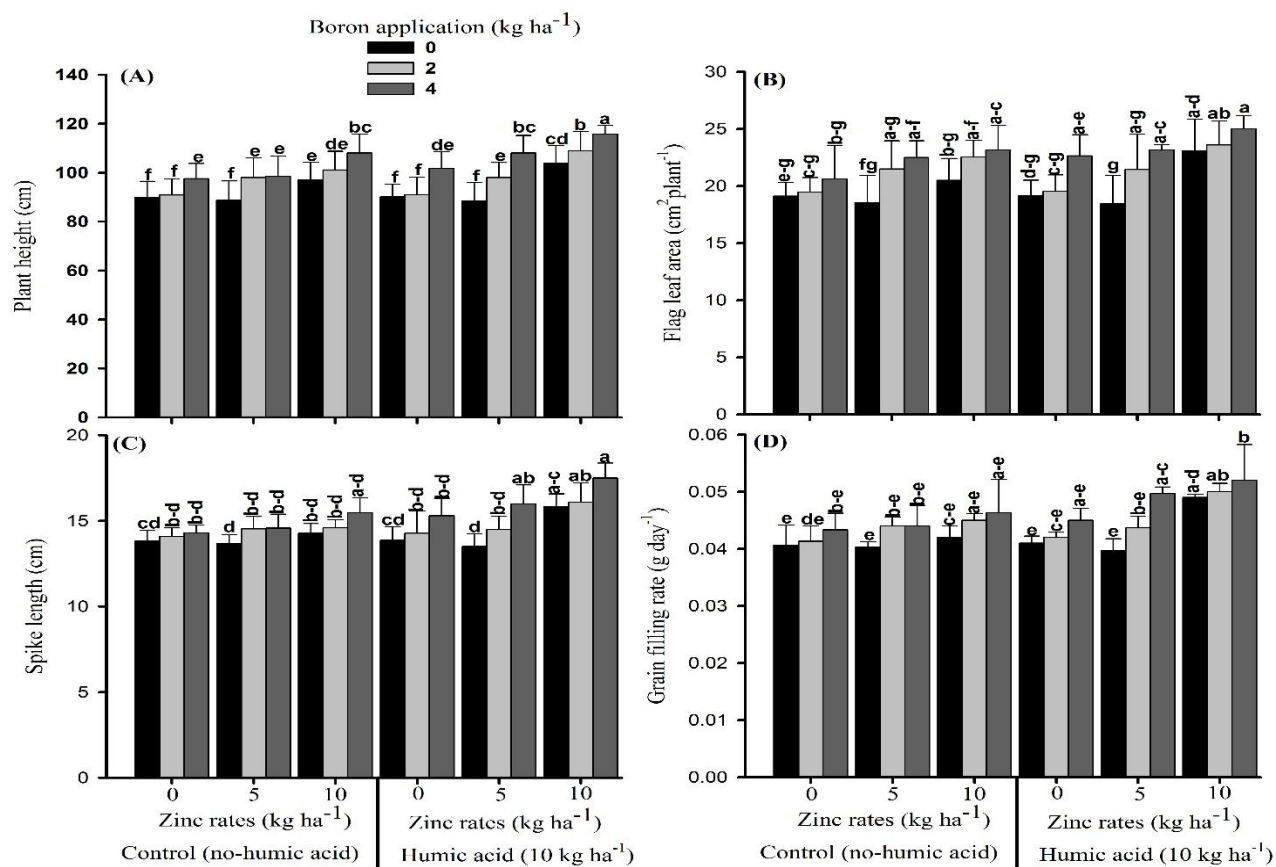 Boron application (kg ha⁻¹)
0
2
4
(A)
140
120
100
80
60
40
20
0
Plant height (cm)
f f e f e e e de bc f f de f e bc cd b a
(B)
30
25
20
15
10
5
0
Flag leaf area (cm² plant⁻¹)
e-g c-g b-g fg a-g a-f b-g a-f a-c d-g c-g a-e g a-g a-c a-d ab a
(C)
20
15
10
5
0
Spike length (cm)
cd b-d b-d d b-d b-d b-d b-d a-d cd b-d b-d d b-d ab a-c ab a
(D)
0.06
0.05
0.04
0.03
0.02
0.01
0.00
Grain filling rate (g day⁻¹)
e de b-e e b-e b-e c-e a-e a-e e c-e a-e e b-e a-c a-d ab b
0 5 10 0 5 10
Zinc rates (kg ha⁻¹) Zinc rates (kg ha⁻¹)
Control (no-humic acid) Humic acid (10 kg ha⁻¹)
0 5 10 0 5 10
Zinc rates (kg ha⁻¹) Zinc rates (kg ha⁻¹)
Control (no-humic acid) Humic acid (10 kg ha⁻¹)